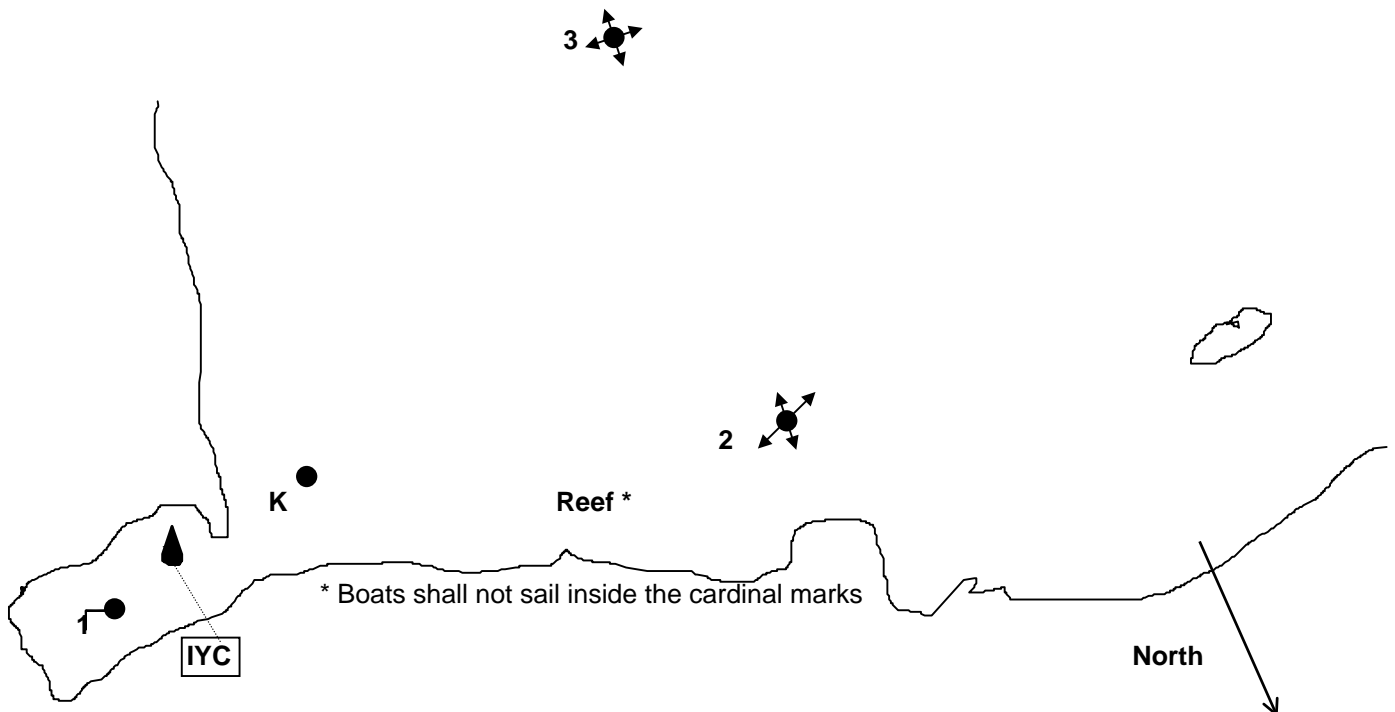 3
2
K
Reef *
* Boats shall not sail inside the cardinal marks
1
IYC
North